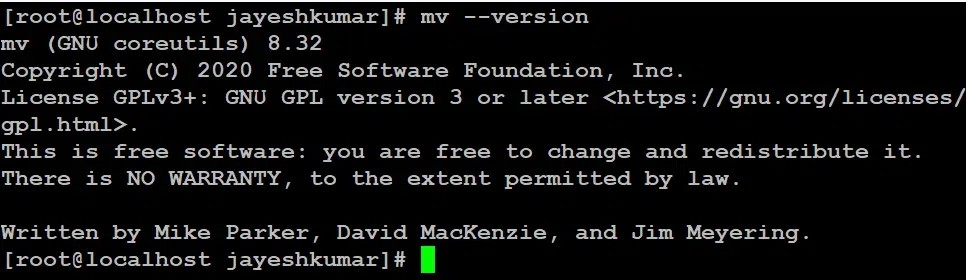 [root@localhost jayeshkumar]# mv --version
mv (GNU coreutils) 8.32
Copyright (C) 2020 Free Software Foundation, Inc.
License GPLv3+: GNU GPL version 3 or later <https://gnu.org/licenses/
gpl.html>.
This is free software: you are free to change and redistribute it.
There is NO WARRANTY, to the extent permitted by law.

Written by Mike Parker, David MacKenzie, and Jim Meyering.
[root@localhost jayeshkumar]#